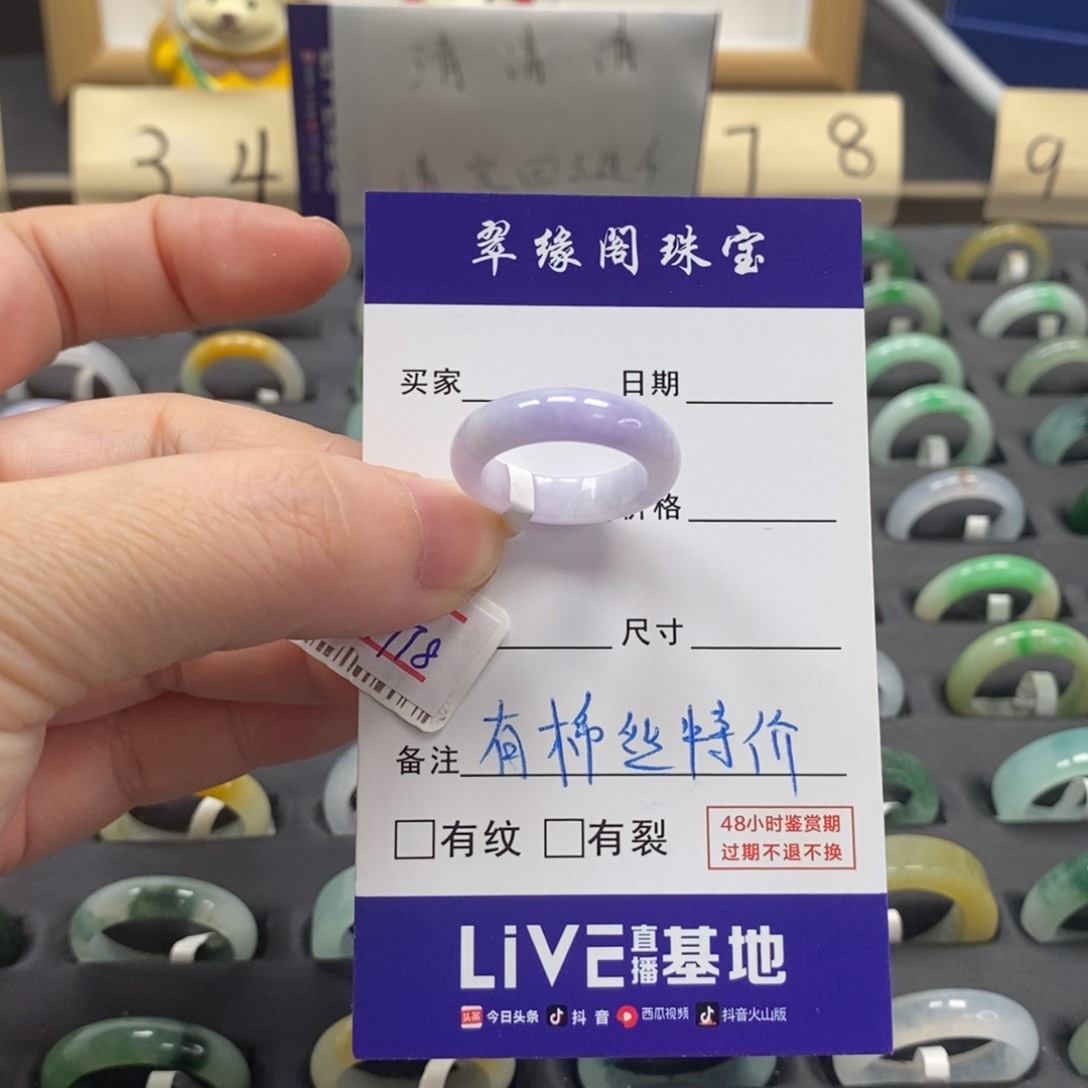 清 清 清
3 4
7 8
9
翠缘阁珠宝
买家 日期
价格
118
尺寸
备注 有棉丝特价
有纹 有裂
48小时鉴赏期
过期不退不换
LiVE直播基地
今日头条 抖音 西瓜视频 抖音火山版